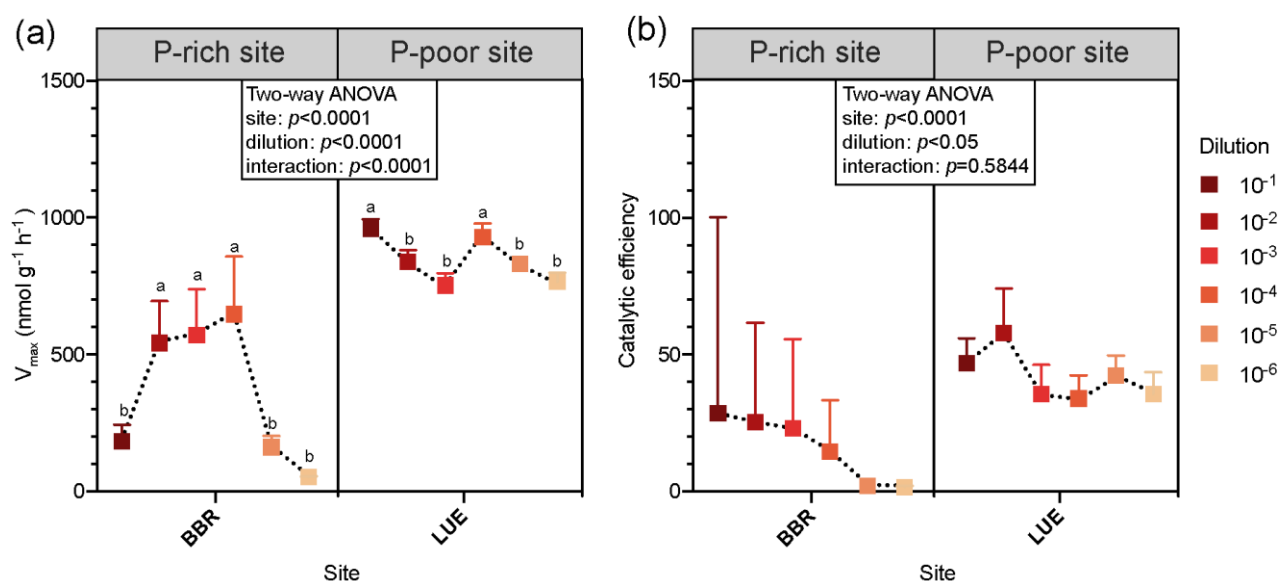 (a)
P-rich site
P-poor site
1500
1000
500
0
Vmax (nmol g⁻¹ h⁻¹)
Two-way ANOVA
site: p<0.0001
dilution: p<0.0001
interaction: p<0.0001
b
a
a
a
b
b
a
b
b
a
b
b
BBR
LUE
Site
(b)
P-rich site
P-poor site
150
100
50
0
Catalytic efficiency
Two-way ANOVA
site: p<0.0001
dilution: p<0.05
interaction: p=0.5844
BBR
LUE
Site
Dilution
10⁻¹
10⁻²
10⁻³
10⁻⁴
10⁻⁵
10⁻⁶